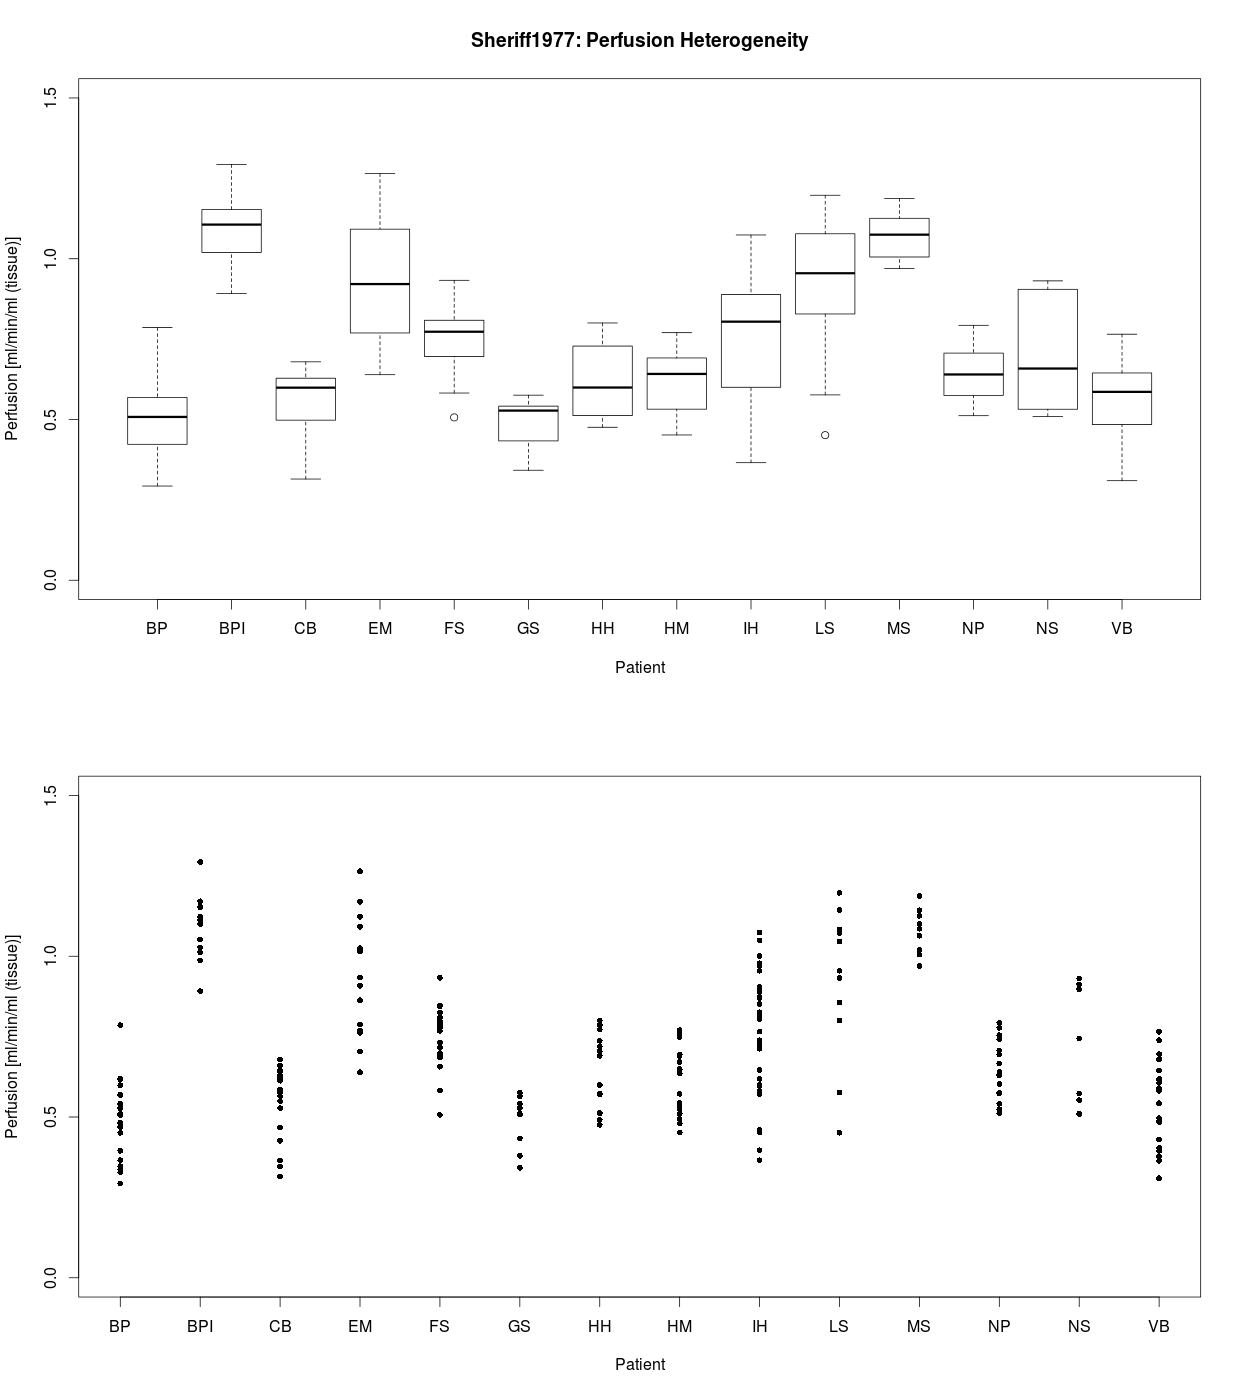 Sheriff1977: Perfusion Heterogeneity
Perfusion [ml/min/ml (tissue)]
1.5
1.0
0.5
0.0
BP BPI CB EM FS GS HH HM IH LS MS NP NS VB
Patient
Perfusion [ml/min/ml (tissue)]
1.5
1.0
0.5
0.0
BP BPI CB EM FS GS HH HM IH LS MS NP NS VB
Patient